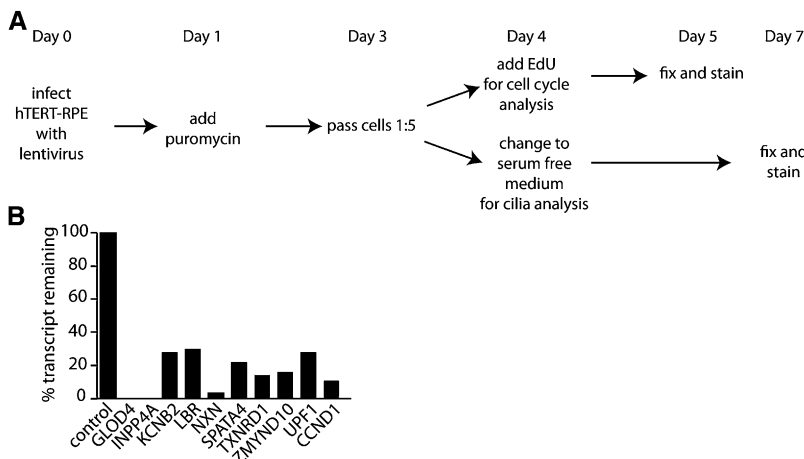 A
Day 0 Day 1 Day 3 Day 4 Day 5 Day 7
infect
hTERT-RPE
with
lentivirus
add
puromycin
pass cells 1:5
add EdU
for cell cycle
analysis
fix and stain
change to
serum free
medium
for cilia analysis
fix and
stain
B
% transcript remaining
100
80
60
40
20
0
control
GLOD4
INPP4A
KCNB2
LBR
NXN
SPATA4
TXNRD1
ZMYND10
UPF1
CCND1